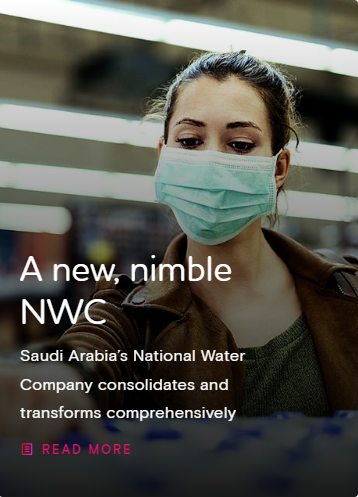 A new, nimble
NWC
Saudi Arabia's National Water
Company consolidates and
transforms comprehensively
READ MORE